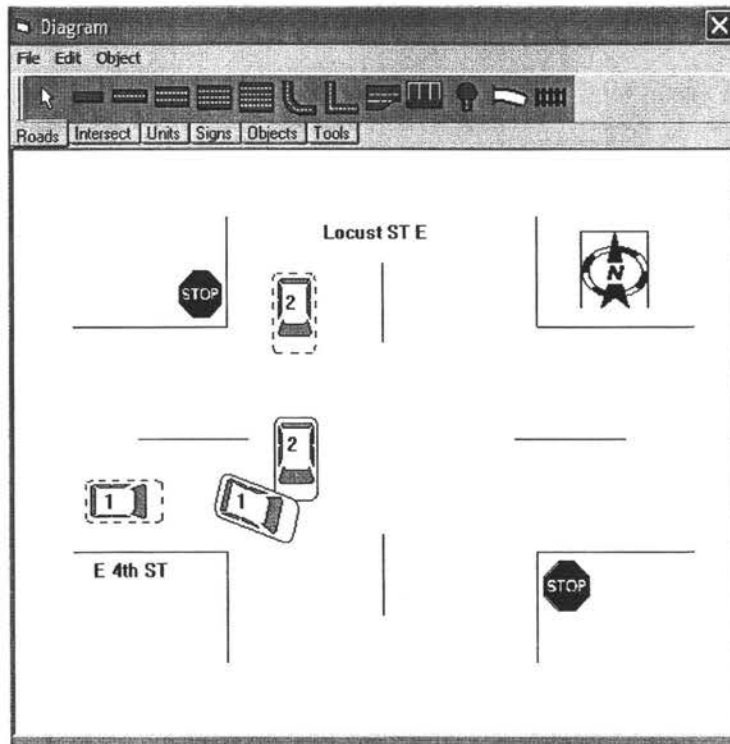 Diagram
File Edit Object
Roads Intersect Units Signs Objects Tools
Locust ST E
N
STOP
2
2
1
1
E 4th ST
STOP